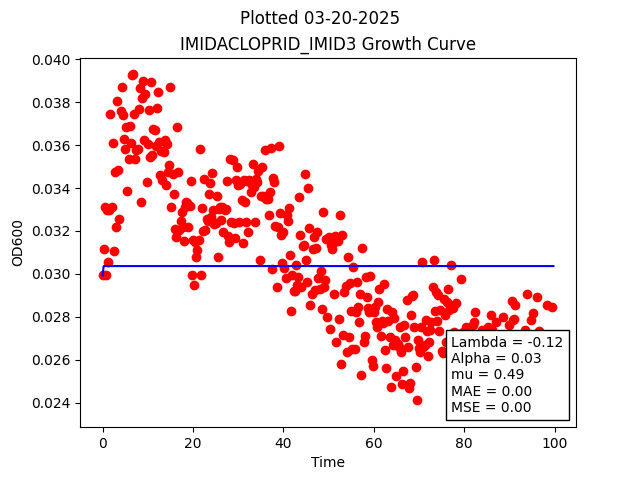 Plotted 03-20-2025
IMIDACLOPRID_IMID3 Growth Curve
0.040
0.038
0.036
0.034
0.032
0.030
0.028
0.026
0.024
OD600
Lambda = -0.12
Alpha = 0.03
mu = 0.49
MAE = 0.00
MSE = 0.00
0
20
40
60
80
100
Time